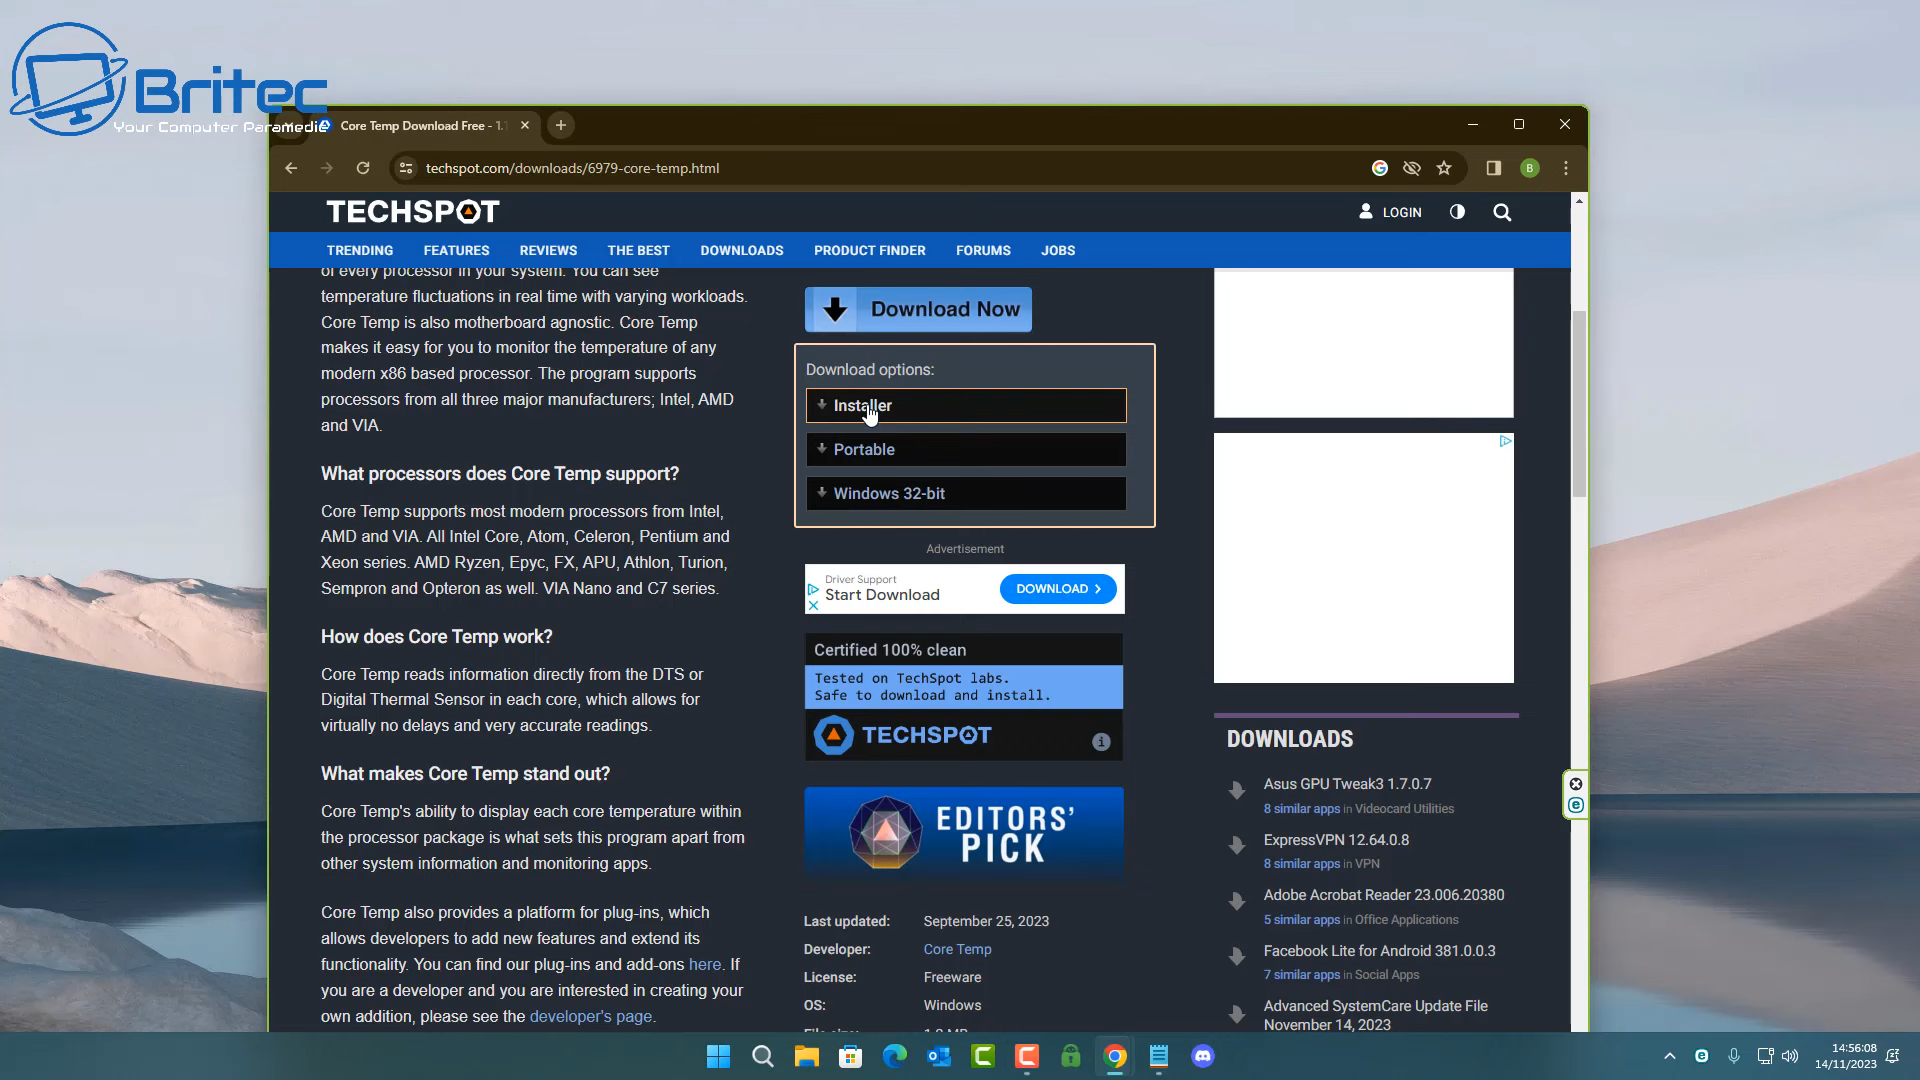 Britec
Your Computer Paramedic
Core Temp Download Free - 1.
techspot.com/downloads/6979-core-temp.html
B
TECHSPOT
LOGIN
TRENDING FEATURES REVIEWS THE BEST DOWNLOADS PRODUCT FINDER FORUMS JOBS
of every processor in your system. You can see
temperature fluctuations in real time with varying workloads.
Core Temp is also motherboard agnostic. Core Temp
makes it easy for you to monitor the temperature of any
modern x86 based processor. The program supports
processors from all three major manufacturers; Intel, AMD
and VIA.
What processors does Core Temp support?
Core Temp supports most modern processors from Intel,
AMD and VIA. All Intel Core, Atom, Celeron, Pentium and
Xeon series. AMD Ryzen, Epyc, FX, APU, Athlon, Turion,
Sempron and Opteron as well. VIA Nano and C7 series.
How does Core Temp work?
Core Temp reads information directly from the DTS or
Digital Thermal Sensor in each core, which allows for
virtually no delays and very accurate readings.
What makes Core Temp stand out?
Core Temp's ability to display each core temperature within
the processor package is what sets this program apart from
other system information and monitoring apps.
Core Temp also provides a platform for plug-ins, which
allows developers to add new features and extend its
functionality. You can find our plug-ins and add-ons here. If
you are a developer and you are interested in creating your
own addition, please see the developer's page.
Download Now
Download options:
Installer
Portable
Windows 32-bit
Advertisement
Driver Support
Start Download
DOWNLOAD
Certified 100% clean
Tested on TechSpot labs.
Safe to download and install.
TECHSPOT
EDITORS'
PICK
Last updated: September 25, 2023
Developer: Core Temp
License: Freeware
OS: Windows
DOWNLOADS
Asus GPU Tweak3 1.7.0.7
8 similar apps in Videocard Utilities
ExpressVPN 12.64.0.8
8 similar apps in VPN
Adobe Acrobat Reader 23.006.20380
5 similar apps in Office Applications
Facebook Lite for Android 381.0.0.3
7 similar apps in Social Apps
Advanced SystemCare Update File
November 14, 2023
14:56:08
14/11/2023